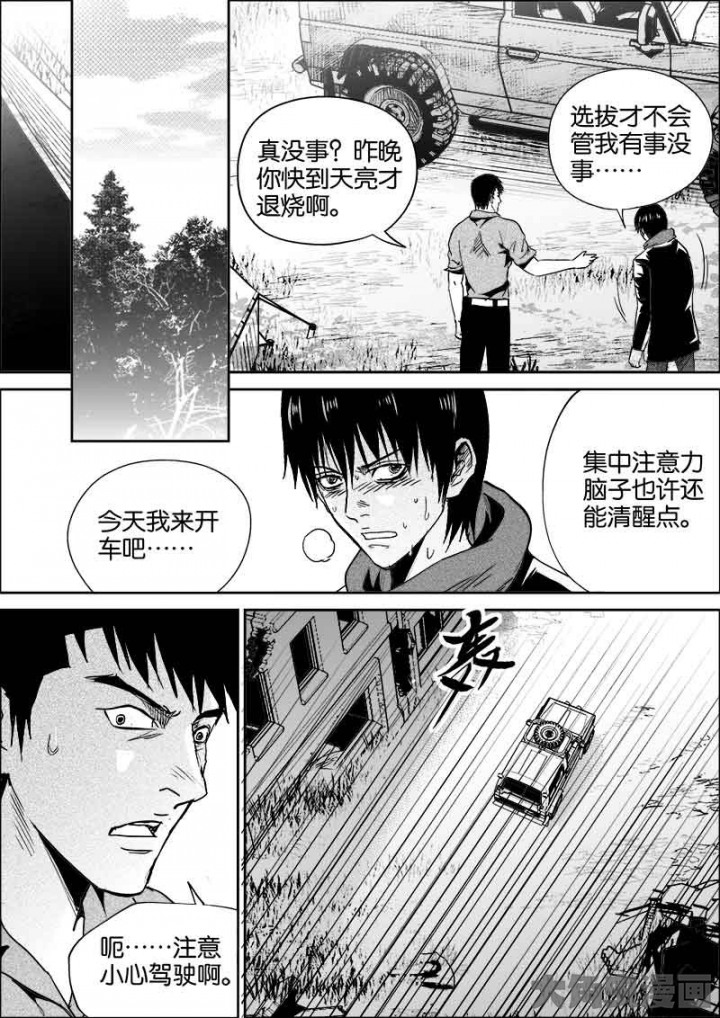 真没事？昨晚
你快到天亮才
退烧啊。
选拔才不会
管我有事没
事……
今天我来开
车吧……
集中注意力
脑子也许还
能清醒点。
呃……注意
小心驾驶啊。